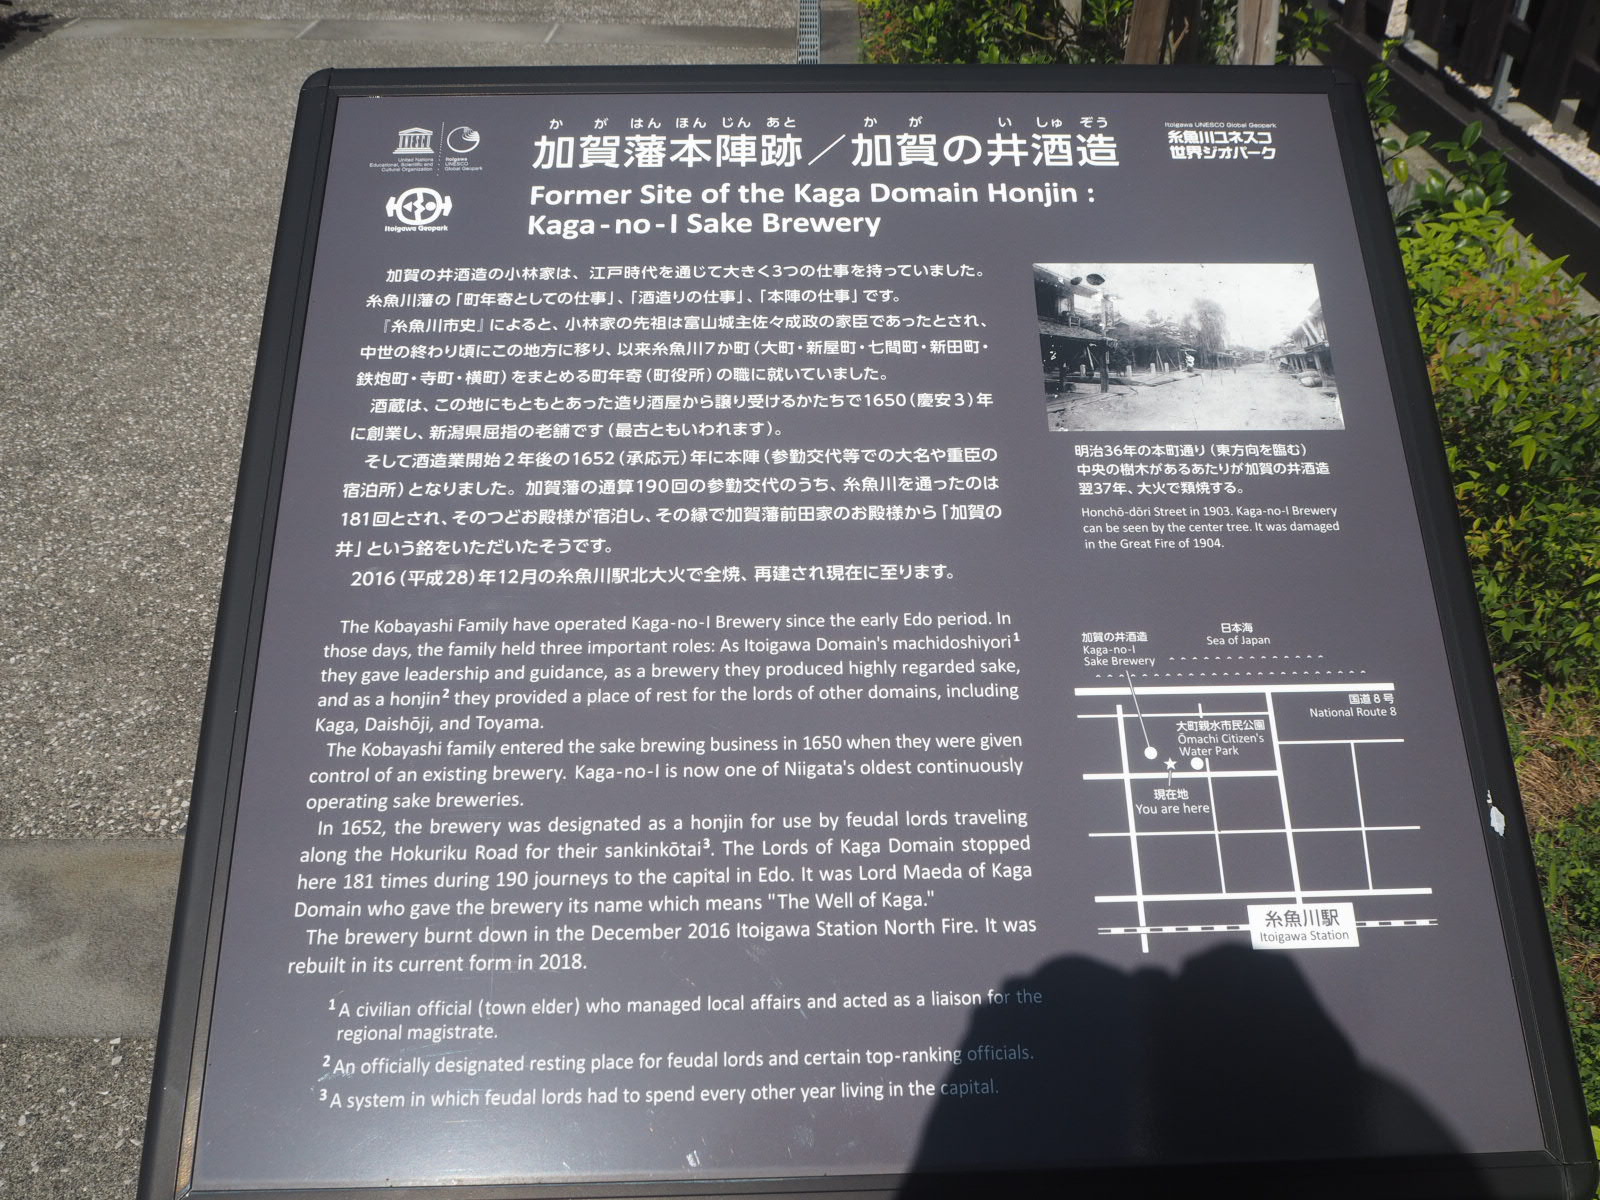 United Nations
Educational, Scientific and
Cultural Organization
Itoigawa
UNESCO
Global Geopark
Itoigawa Geopark
か が はん ほん じん あと か が い しゅ ぞう
加賀藩本陣跡／加賀の井酒造
Former Site of the Kaga Domain Honjin :
Kaga-no-I Sake Brewery
Itoigawa UNESCO Global Geopark
糸魚川ユネスコ
世界ジオパーク
加賀の井酒造の小林家は、江戸時代を通じて大きく3つの仕事を持っていました。
糸魚川藩の「町年寄としての仕事」、「酒造りの仕事」、「本陣の仕事」です。
『糸魚川市史』によると、小林家の先祖は富山城主佐々成政の家臣であったとされ、
中世の終わり頃にこの地方に移り、以来糸魚川7か町（大町・新屋町・七間町・新田町・
鉄炮町・寺町・横町）をまとめる町年寄（町役所）の職に就いていました。
酒蔵は、この地にもともとあった造り酒屋から譲り受けるかたちで1650（慶安3）年
に創業し、新潟県屈指の老舗です（最古ともいわれます）。
そして酒造業開始2年後の1652（承応元）年に本陣（参勤交代等での大名や重臣の
宿泊所）となりました。加賀藩の通算190回の参勤交代のうち、糸魚川を通ったのは
181回とされ、そのつどお殿様が宿泊し、その縁で加賀藩前田家のお殿様から「加賀の
井」という銘をいただいたそうです。
2016（平成28）年12月の糸魚川駅北大火で全焼、再建され現在に至ります。
The Kobayashi Family have operated Kaga-no-I Brewery since the early Edo period. In
those days, the family held three important roles: As Itoigawa Domain's machidoshiyori¹
they gave leadership and guidance, as a brewery they produced highly regarded sake,
and as a honjin² they provided a place of rest for the lords of other domains, including
Kaga, Daishōji, and Toyama.
The Kobayashi family entered the sake brewing business in 1650 when they were given
control of an existing brewery. Kaga-no-I is now one of Niigata's oldest continuously
operating sake breweries.
In 1652, the brewery was designated as a honjin for use by feudal lords traveling
along the Hokuriku Road for their sankinkōtai³. The Lords of Kaga Domain stopped
here 181 times during 190 journeys to the capital in Edo. It was Lord Maeda of Kaga
Domain who gave the brewery its name which means "The Well of Kaga."
The brewery burnt down in the December 2016 Itoigawa Station North Fire. It was
rebuilt in its current form in 2018.
¹A civilian official (town elder) who managed local affairs and acted as a liaison for the
regional magistrate.
²An officially designated resting place for feudal lords and certain top-ranking officials.
³A system in which feudal lords had to spend every other year living in the capital.
明治36年の本町通り（東方向を臨む）
中央の樹木があるあたりが加賀の井酒造
翌37年、大火で類焼する。
Honchō-dōri Street in 1903. Kaga-no-I Brewery
can be seen by the center tree. It was damaged
in the Great Fire of 1904.
加賀の井酒造
Kaga-no-I
Sake Brewery
日本海
Sea of Japan
国道8号
National Route 8
大町親水市民公園
Ōmachi Citizen's
Water Park
現在地
You are here
糸魚川駅
Itoigawa Station